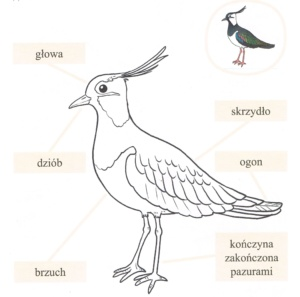 głowa
skrzydło
dziób
ogon
brzuch
kończyna
zakończona
pazurami